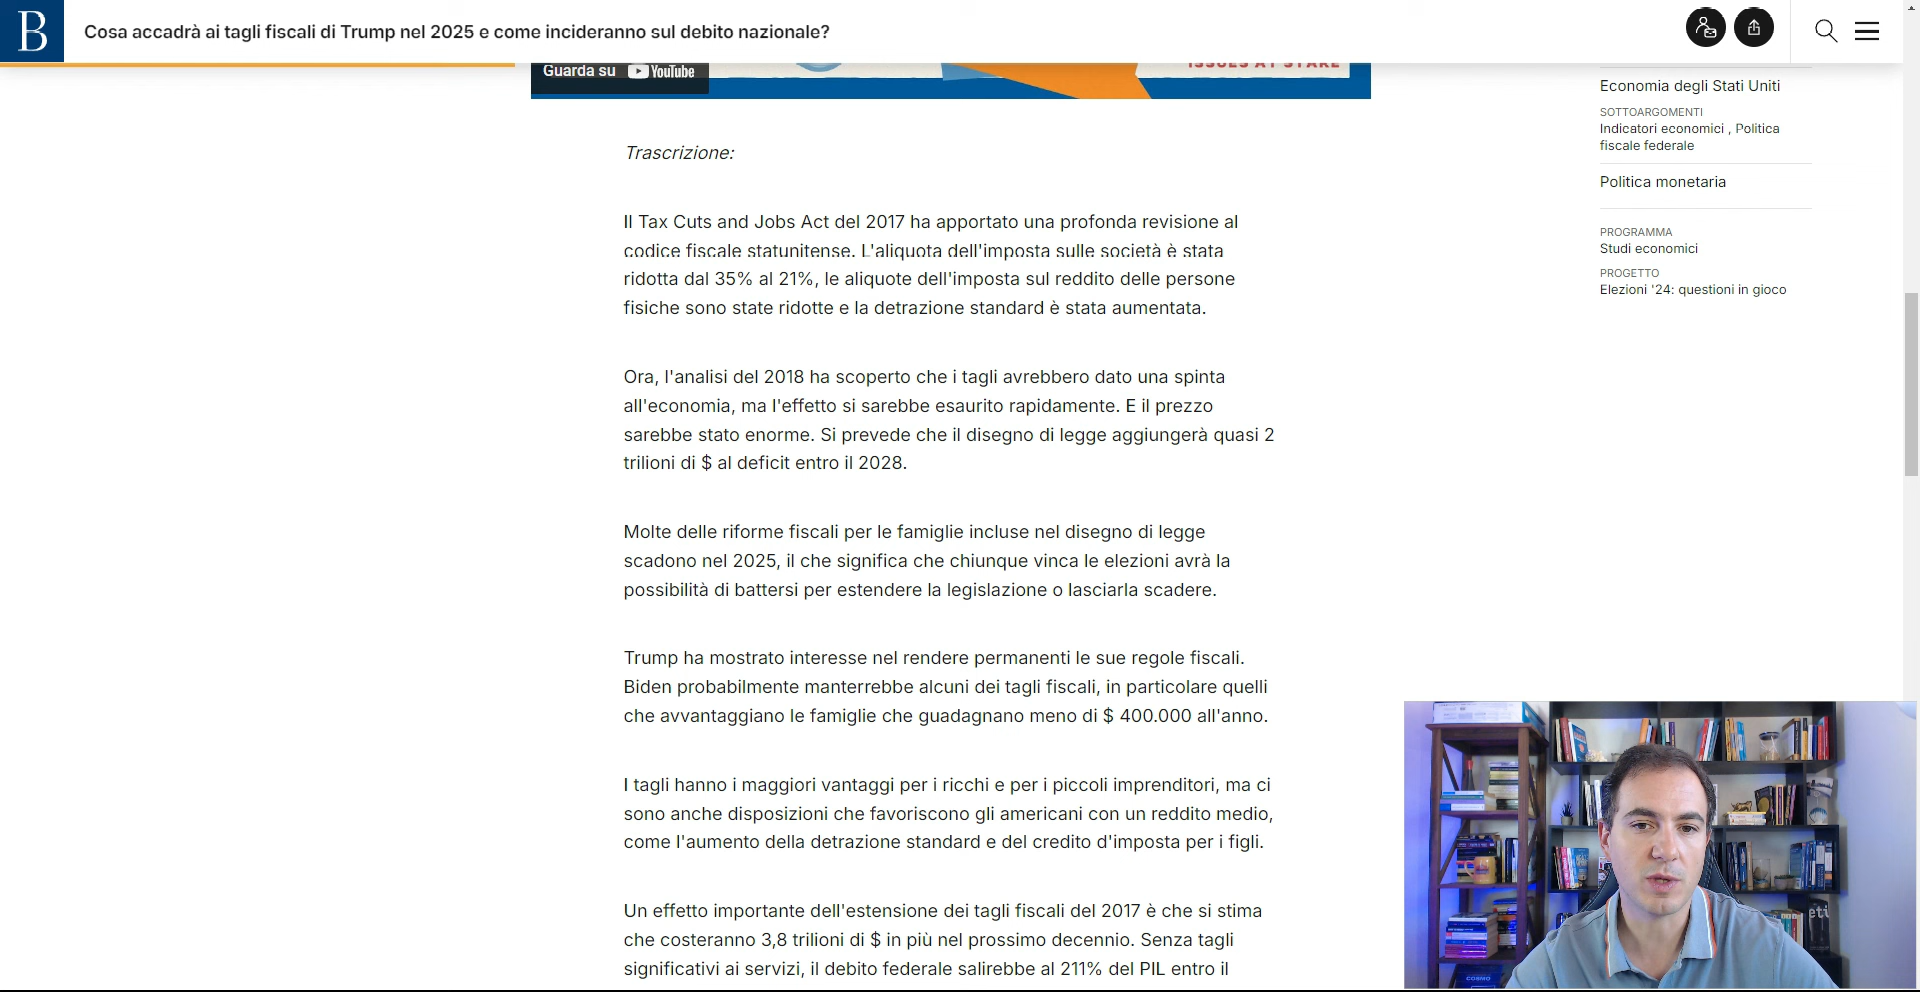 B
Cosa accadrà ai tagli fiscali di Trump nel 2025 e come incideranno sul debito nazionale?
Guarda su YouTube
ISSUES AT STAKE
Trascrizione:
Il Tax Cuts and Jobs Act del 2017 ha apportato una profonda revisione al
codice fiscale statunitense. L'aliquota dell'imposta sulle società è stata
ridotta dal 35% al 21%, le aliquote dell'imposta sul reddito delle persone
fisiche sono state ridotte e la detrazione standard è stata aumentata.
Ora, l'analisi del 2018 ha scoperto che i tagli avrebbero dato una spinta
all'economia, ma l'effetto si sarebbe esaurito rapidamente. E il prezzo
sarebbe stato enorme. Si prevede che il disegno di legge aggiungerà quasi 2
trilioni di $ al deficit entro il 2028.
Molte delle riforme fiscali per le famiglie incluse nel disegno di legge
scadono nel 2025, il che significa che chiunque vinca le elezioni avrà la
possibilità di battersi per estendere la legislazione o lasciarla scadere.
Trump ha mostrato interesse nel rendere permanenti le sue regole fiscali.
Biden probabilmente manterrebbe alcuni dei tagli fiscali, in particolare quelli
che avvantaggiano le famiglie che guadagnano meno di $ 400.000 all'anno.
I tagli hanno i maggiori vantaggi per i ricchi e per i piccoli imprenditori, ma ci
sono anche disposizioni che favoriscono gli americani con un reddito medio,
come l'aumento della detrazione standard e del credito d'imposta per i figli.
Un effetto importante dell'estensione dei tagli fiscali del 2017 è che si stima
che costeranno 3,8 trilioni di $ in più nel prossimo decennio. Senza tagli
significativi ai servizi, il debito federale salirebbe al 211% del PIL entro il
Economia degli Stati Uniti
SOTTOARGOMENTI
Indicatori economici , Politica
fiscale federale
Politica monetaria
PROGRAMMA
Studi economici
PROGETTO
Elezioni '24: questioni in gioco
COSMO